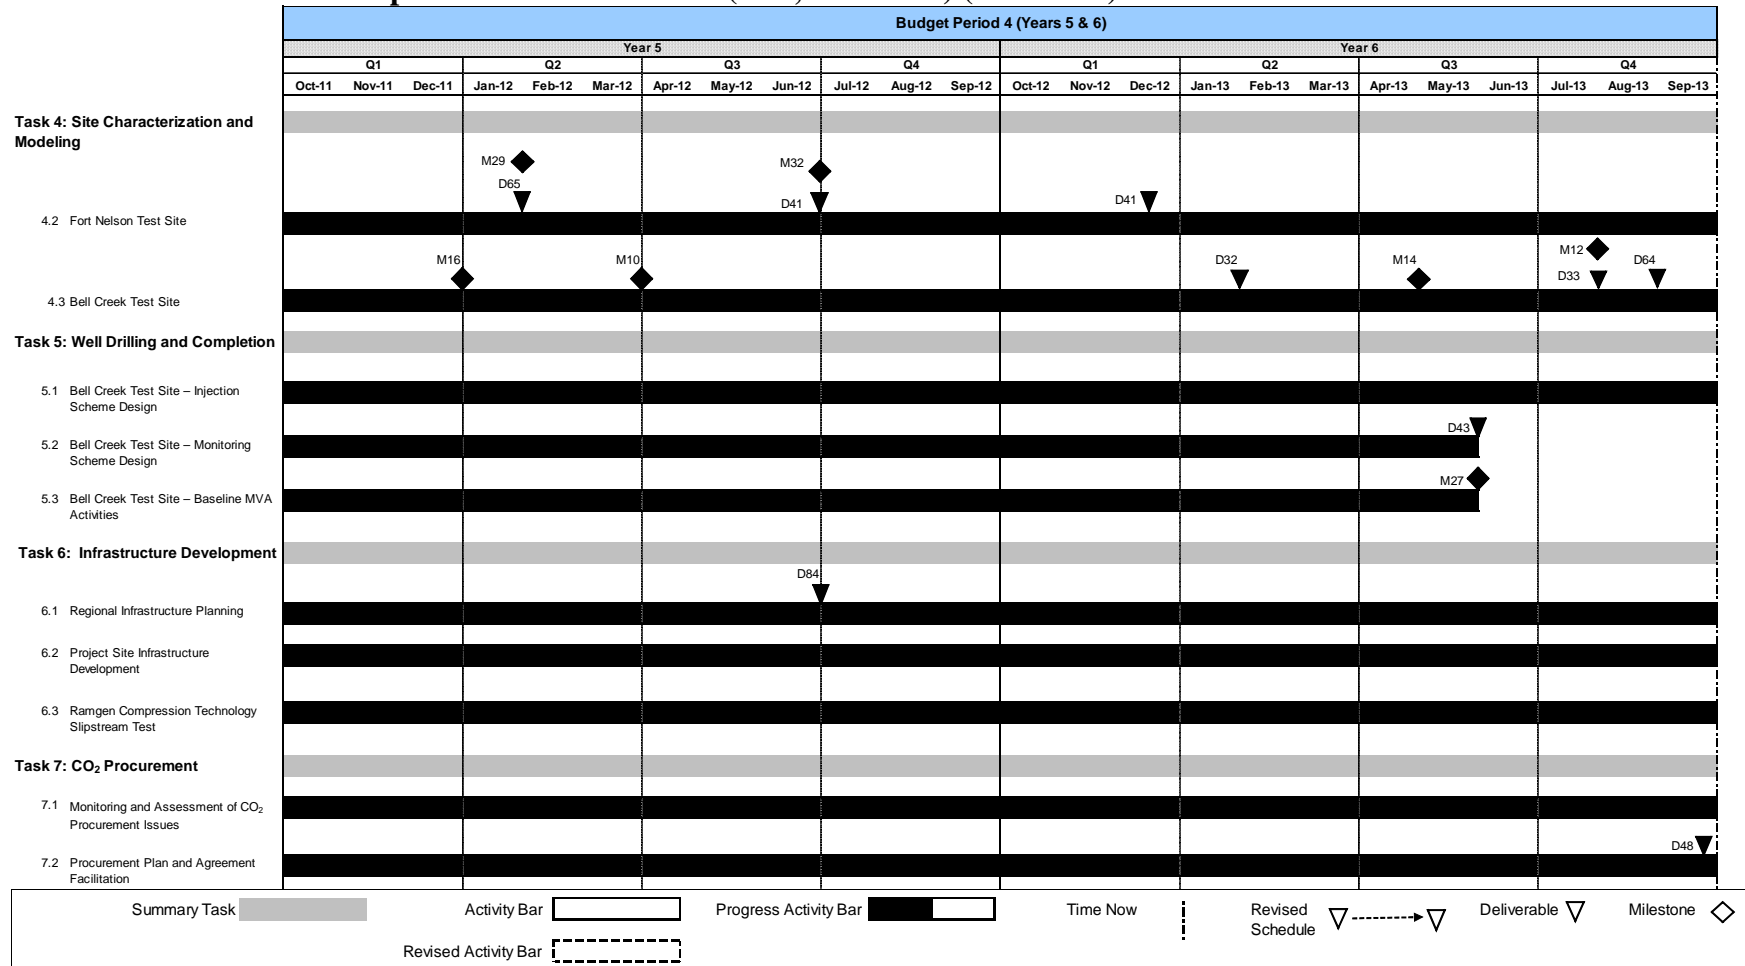 Budget Period 4 (Years 5 & 6)
Year 5 Year 6
Q1 Q2 Q3 Q4 Q1 Q2 Q3 Q4
Oct-11 Nov-11 Dec-11 Jan-12 Feb-12 Mar-12 Apr-12 May-12 Jun-12 Jul-12 Aug-12 Sep-12 Oct-12 Nov-12 Dec-12 Jan-13 Feb-13 Mar-13 Apr-13 May-13 Jun-13 Jul-13 Aug-13 Sep-13
Task 4: Site Characterization and
Modeling
M29 M32
D65
D41 D41
4.2 Fort Nelson Test Site
M12
M16 M10 D32 M14 D64
D33
4.3 Bell Creek Test Site
Task 5: Well Drilling and Completion
5.1 Bell Creek Test Site – Injection
Scheme Design
D43
5.2 Bell Creek Test Site – Monitoring
Scheme Design
M27
5.3 Bell Creek Test Site – Baseline MVA
Activities
Task 6: Infrastructure Development
D84
6.1 Regional Infrastructure Planning
6.2 Project Site Infrastructure
Development
6.3 Ramgen Compression Technology
Slipstream Test
Task 7: CO₂ Procurement
7.1 Monitoring and Assessment of CO₂
Procurement Issues
D48
7.2 Procurement Plan and Agreement
Facilitation
Summary Task Activity Bar Progress Activity Bar Time Now Revised Deliverable Milestone
Schedule
Revised Activity Bar